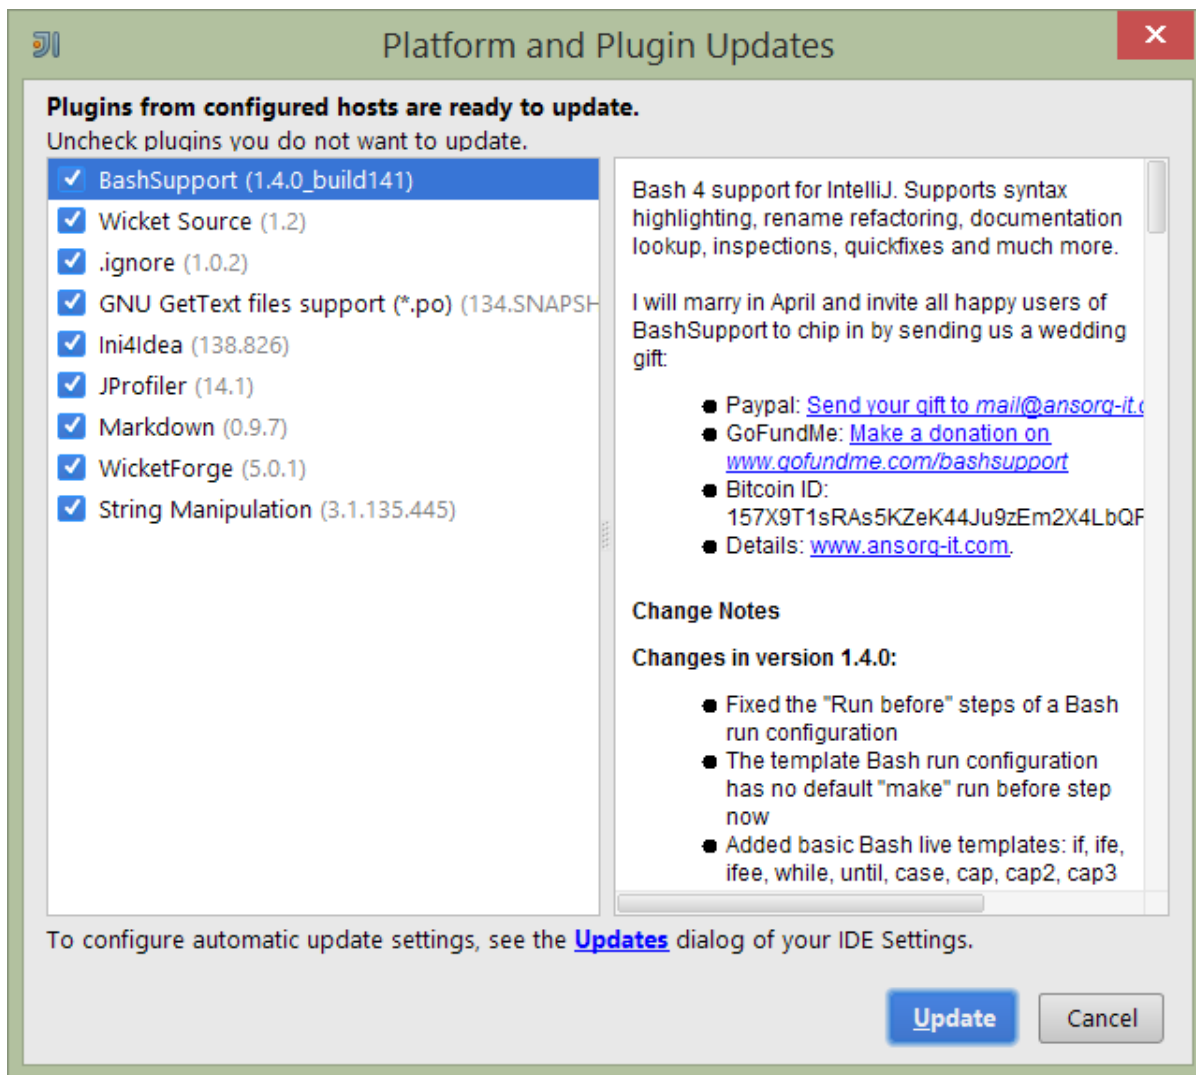 Platform and Plugin Updates
Plugins from configured hosts are ready to update.
Uncheck plugins you do not want to update.
BashSupport (1.4.0_build141)
Wicket Source (1.2)
.ignore (1.0.2)
GNU GetText files support (*.po) (134.SNAPSH
Ini4Idea (138.826)
JProfiler (14.1)
Markdown (0.9.7)
WicketForge (5.0.1)
String Manipulation (3.1.135.445)
Bash 4 support for IntelliJ. Supports syntax
highlighting, rename refactoring, documentation
lookup, inspections, quickfixes and much more.
I will marry in April and invite all happy users of
BashSupport to chip in by sending us a wedding
gift:
Paypal: Send your gift to mail@ansorg-it.c
GoFundMe: Make a donation on
www.gofundme.com/bashsupport
Bitcoin ID:
157X9T1sRAs5KZeK44Ju9zEm2X4LbQF
Details: www.ansorg-it.com.
Change Notes
Changes in version 1.4.0:
Fixed the "Run before" steps of a Bash
run configuration
The template Bash run configuration
has no default "make" run before step
now
Added basic Bash live templates: if, ife,
ifee, while, until, case, cap, cap2, cap3
To configure automatic update settings, see the Updates dialog of your IDE Settings.
Update
Cancel